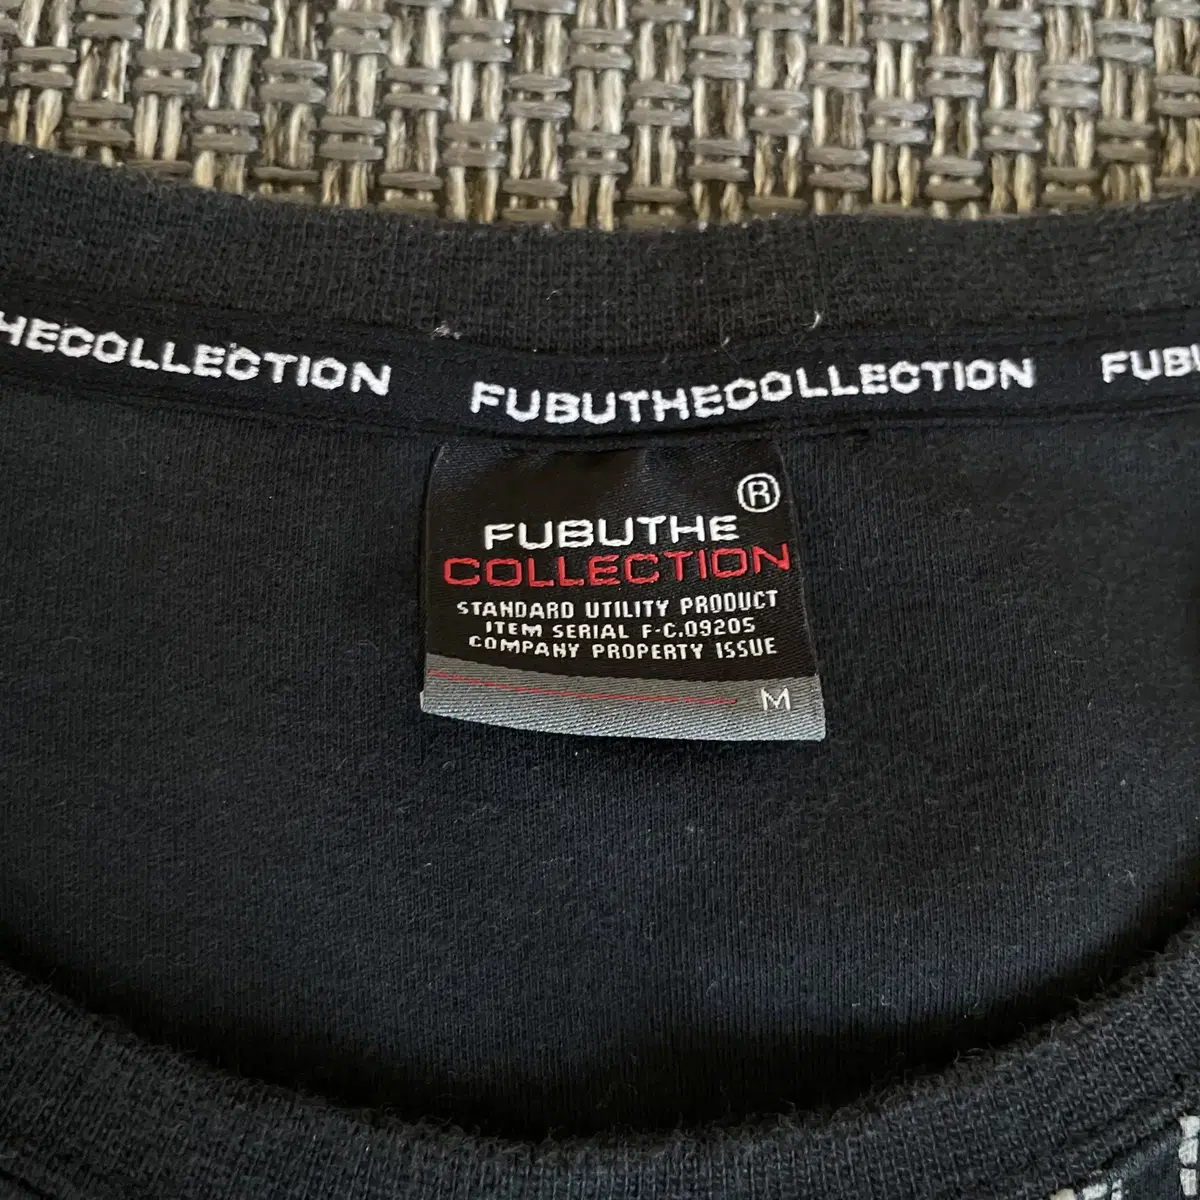 HECOLLECTION FUBUTHECOLLECTION FUBU
®
FUBUTHE
COLLECTION
STANDARD UTILITY PRODUCT
ITEM SERIAL F-C.09205
COMPANY PROPERTY ISSUE
M